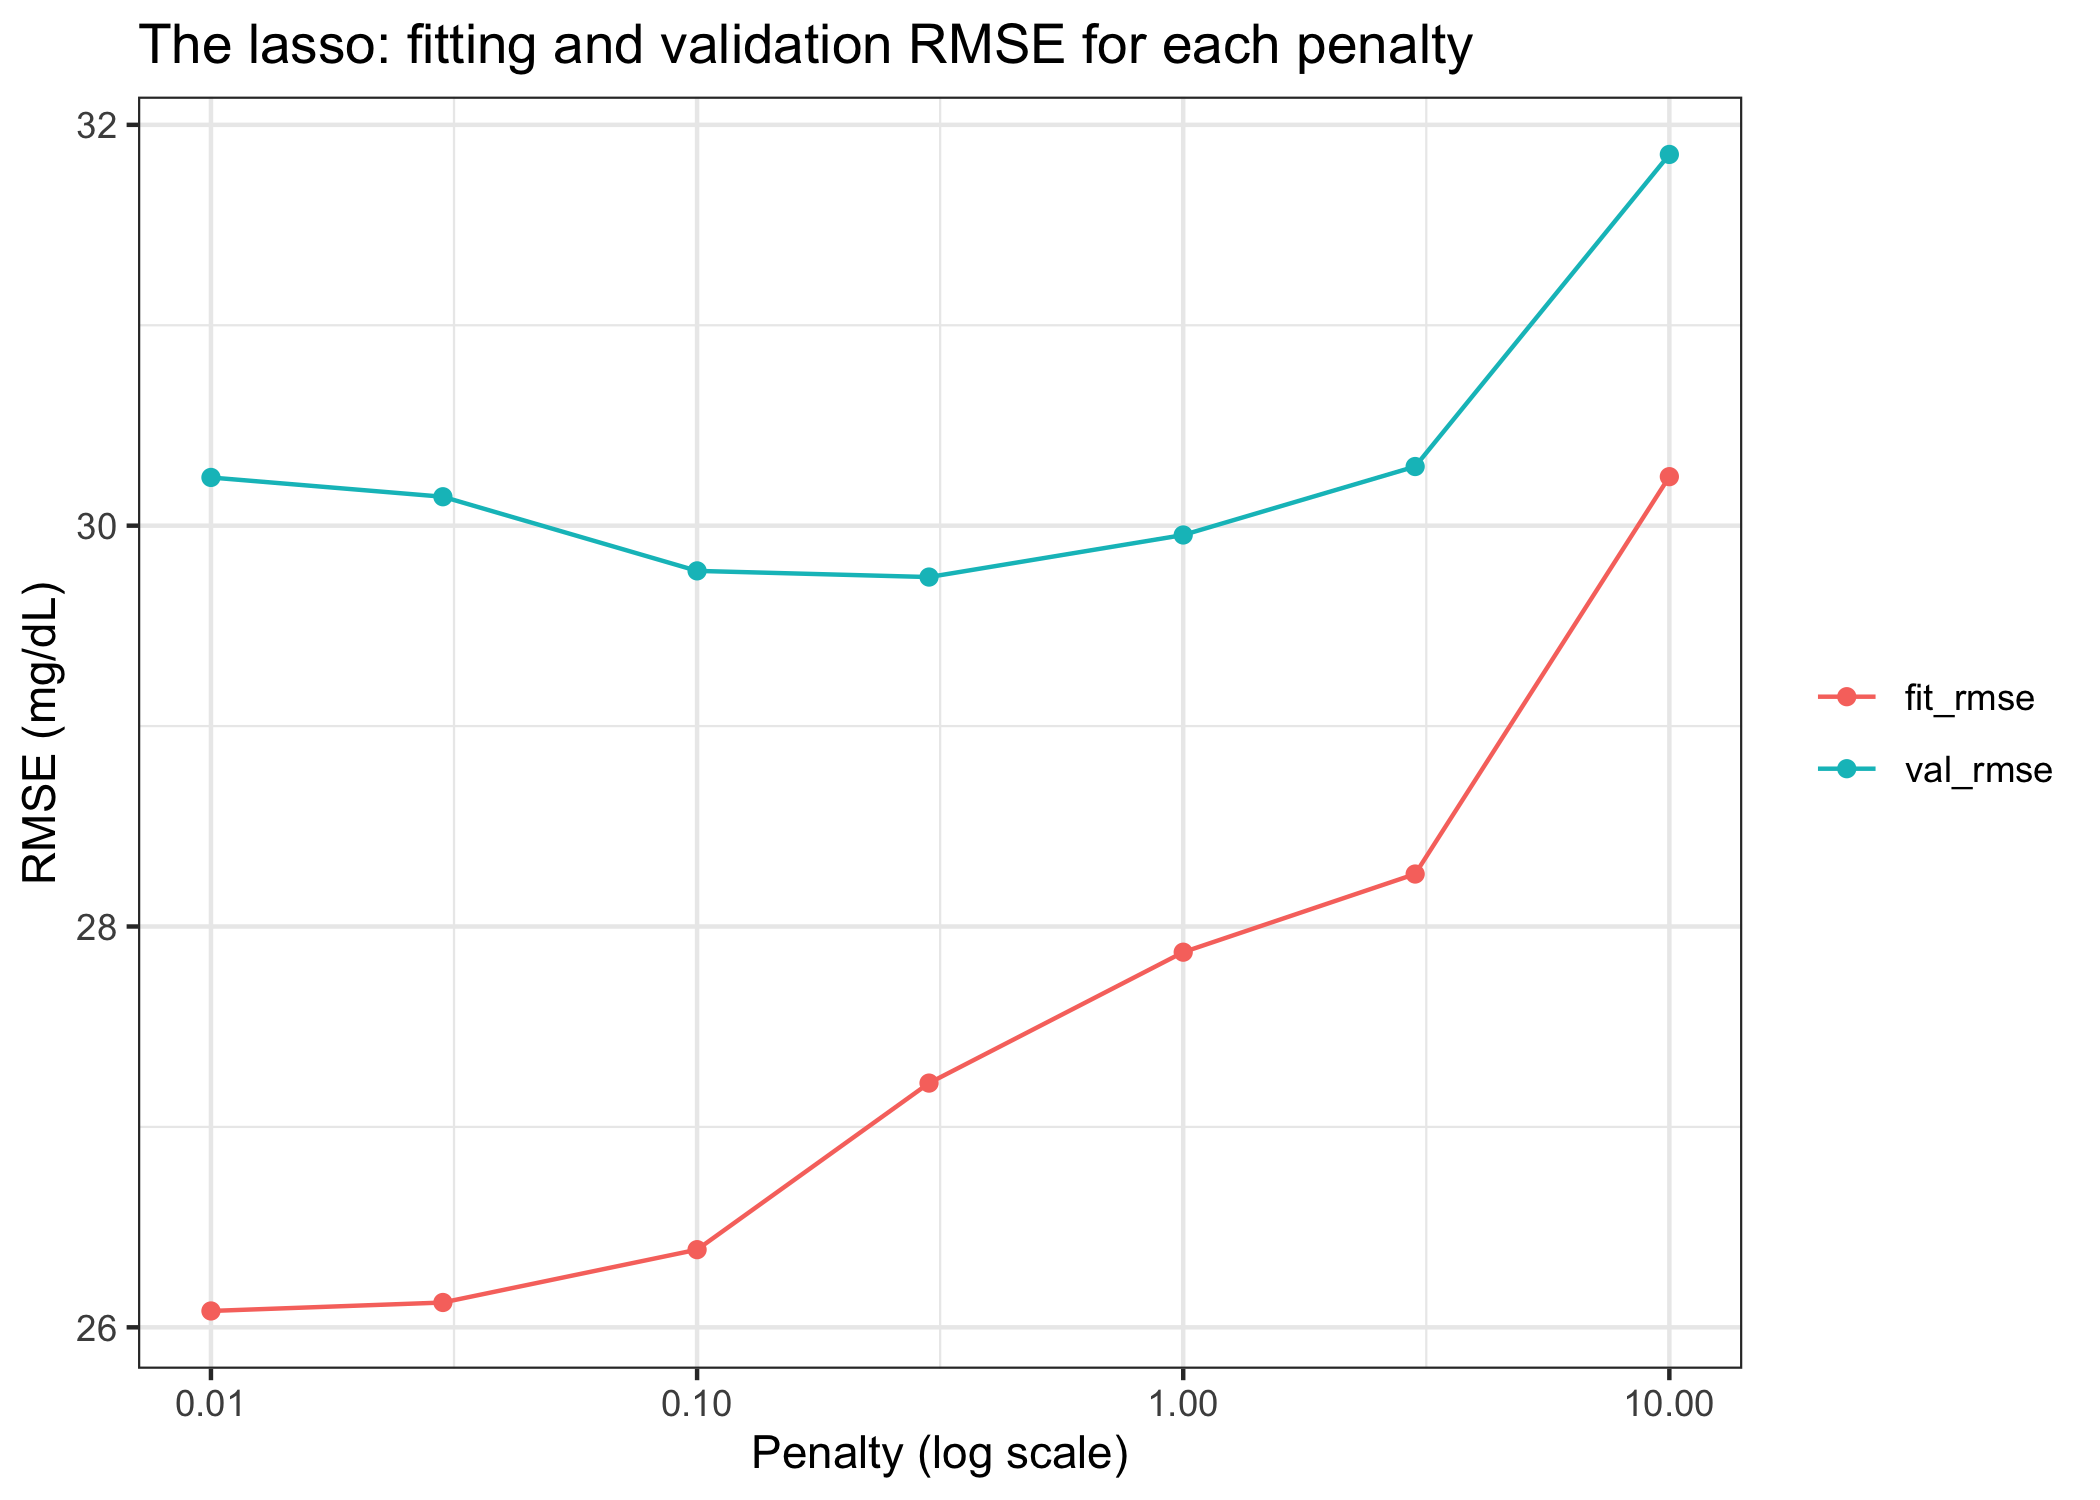 The lasso: fitting and validation RMSE for each penalty
32
30
28
26
RMSE (mg/dL)
0.01
0.10
1.00
10.00
Penalty (log scale)
fit_rmse
val_rmse